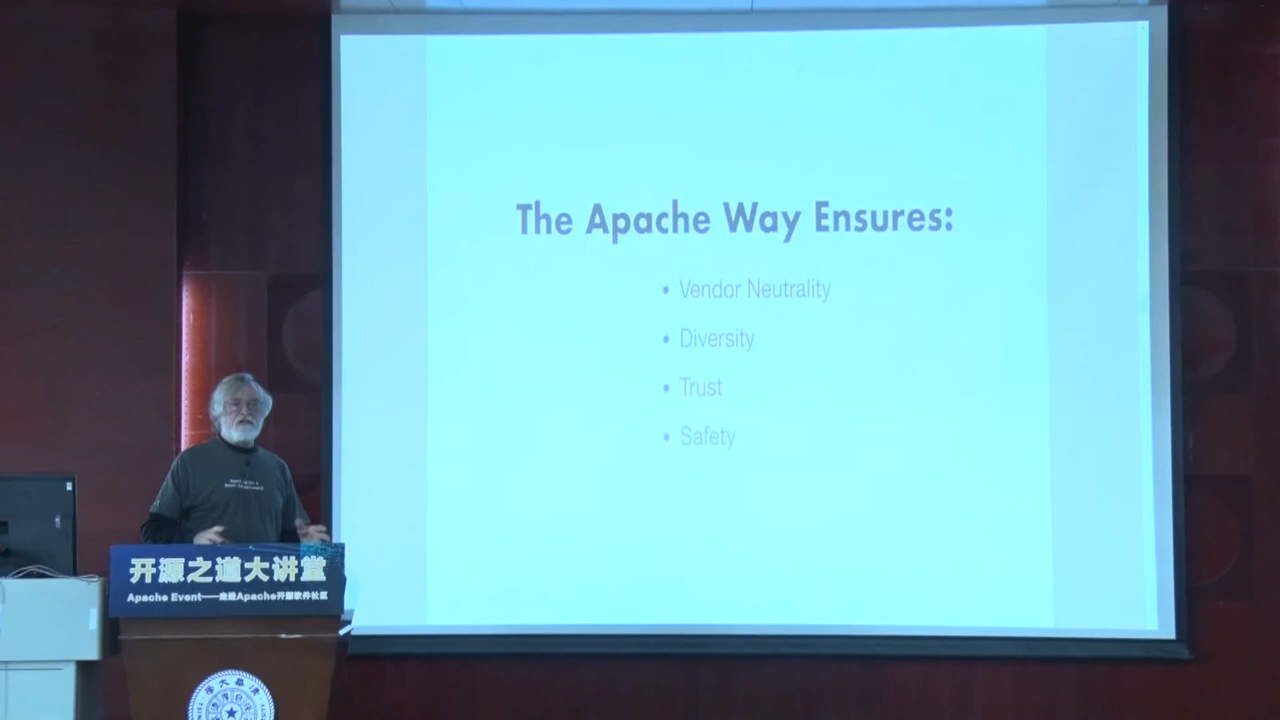 The Apache Way Ensures:
• Vendor Neutrality
• Diversity
• Trust
• Safety
开源之道大讲堂
Apache Event——走进Apache开源软件社区